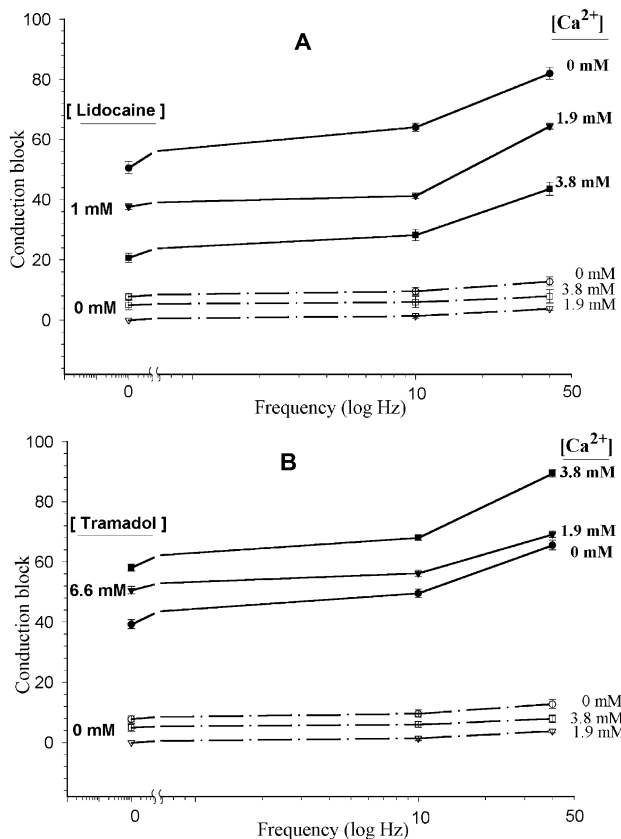 A
[Ca2+]
100
80
60
40
20
0
Conduction block
[ Lidocaine ]
1 mM
0 mM
0 mM
1.9 mM
3.8 mM
0 mM
3.8 mM
1.9 mM
0
10
50
Frequency (log Hz)
B
[Ca2+]
100
80
60
40
20
0
Conduction block
[ Tramadol ]
6.6 mM
0 mM
3.8 mM
1.9 mM
0 mM
0 mM
3.8 mM
1.9 mM
0
10
50
Frequency (log Hz)